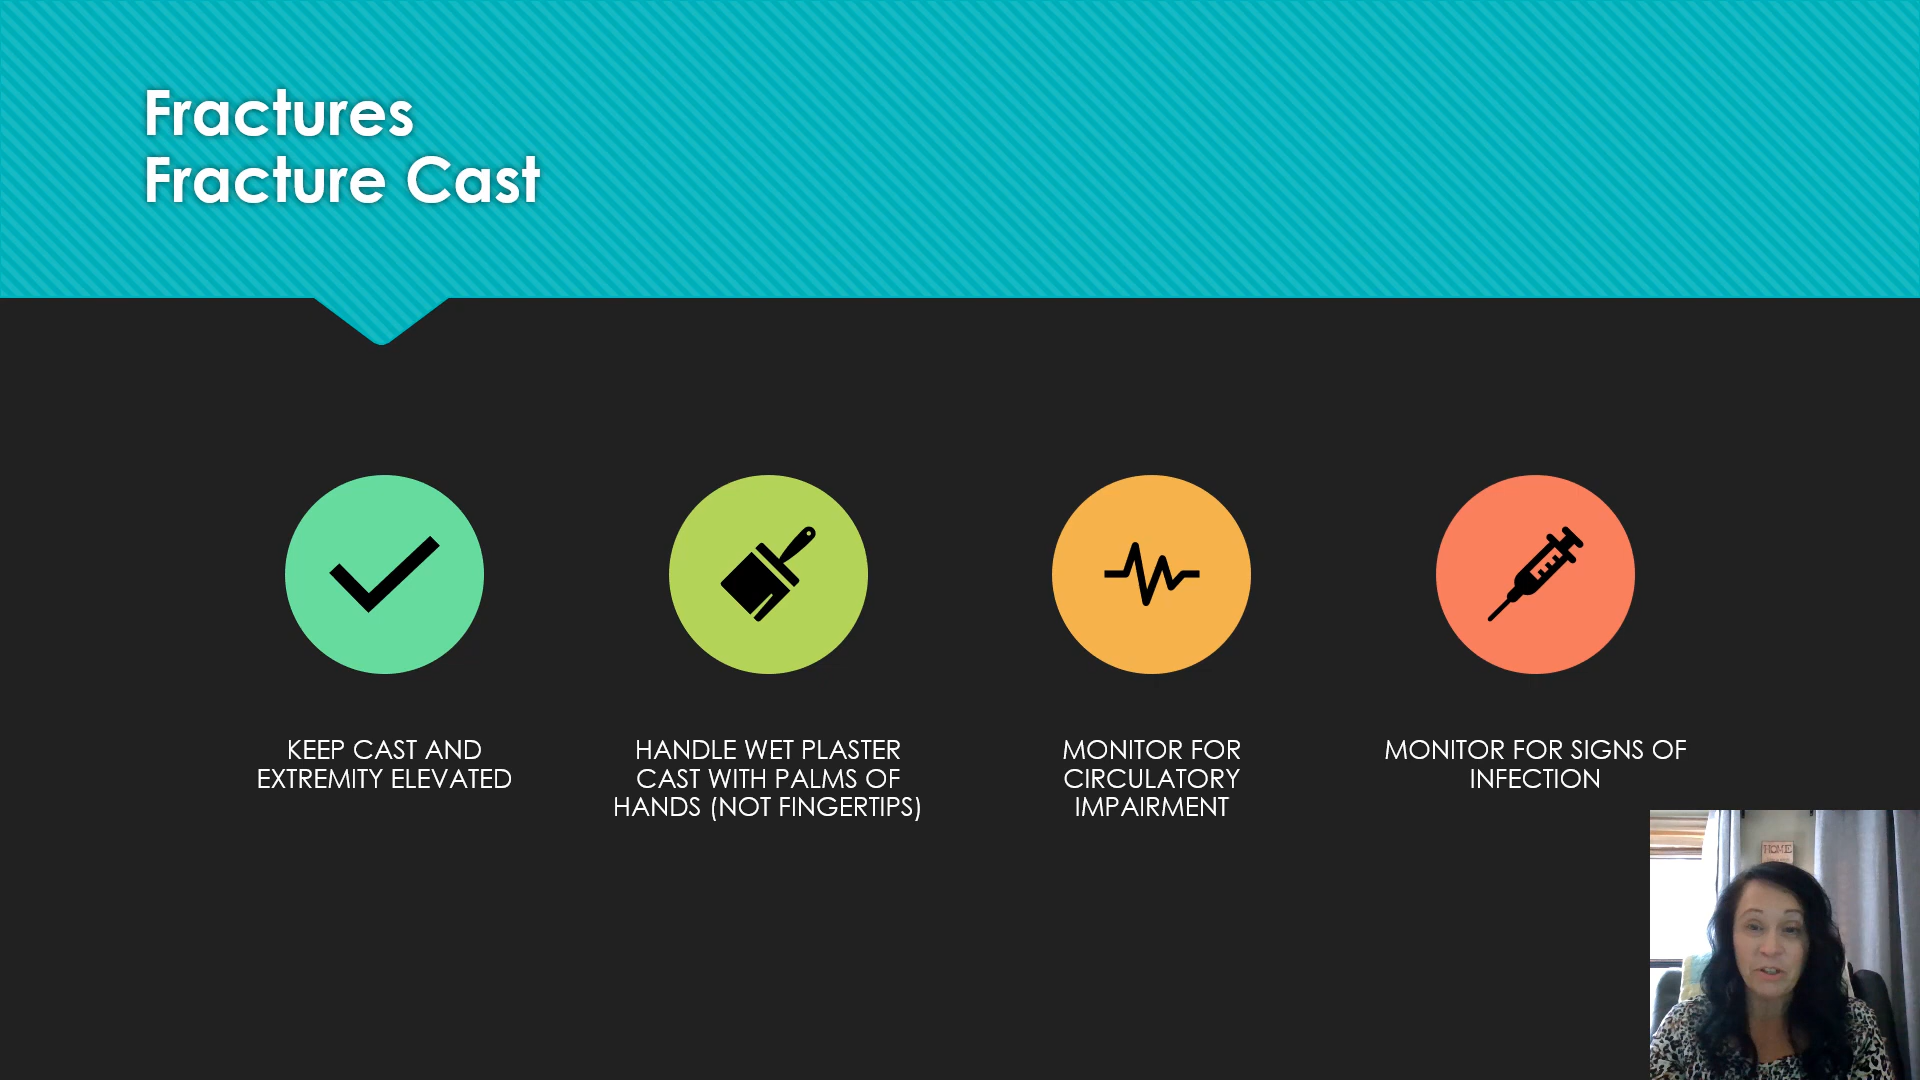 Fractures
Fracture Cast
KEEP CAST AND
EXTREMITY ELEVATED
HANDLE WET PLASTER
CAST WITH PALMS OF
HANDS (NOT FINGERTIPS)
MONITOR FOR
CIRCULATORY
IMPAIRMENT
MONITOR FOR SIGNS OF
INFECTION
HOME